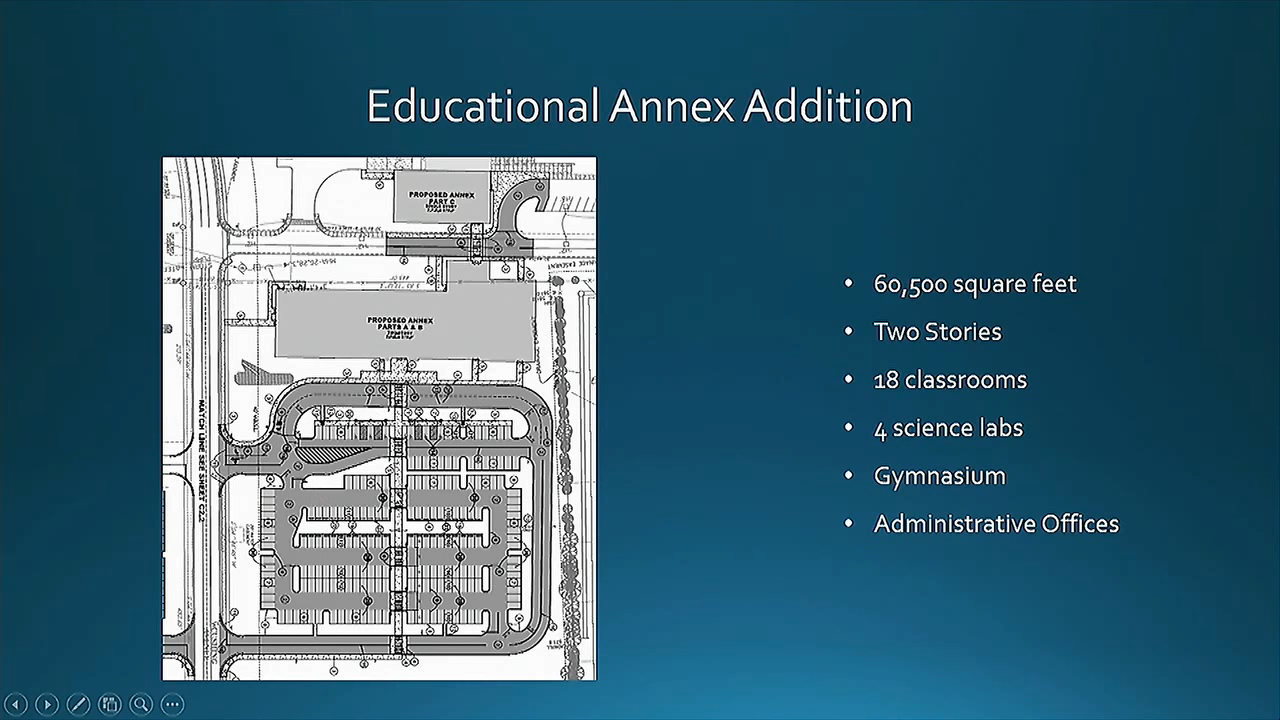 Educational Annex Addition
PROPOSED ANNEX
PART C
PROPOSED ANNEX
PARTS A & B
MATCH LINE SEE SHEET C2.2
• 60,500 square feet
• Two Stories
• 18 classrooms
• 4 science labs
• Gymnasium
• Administrative Offices